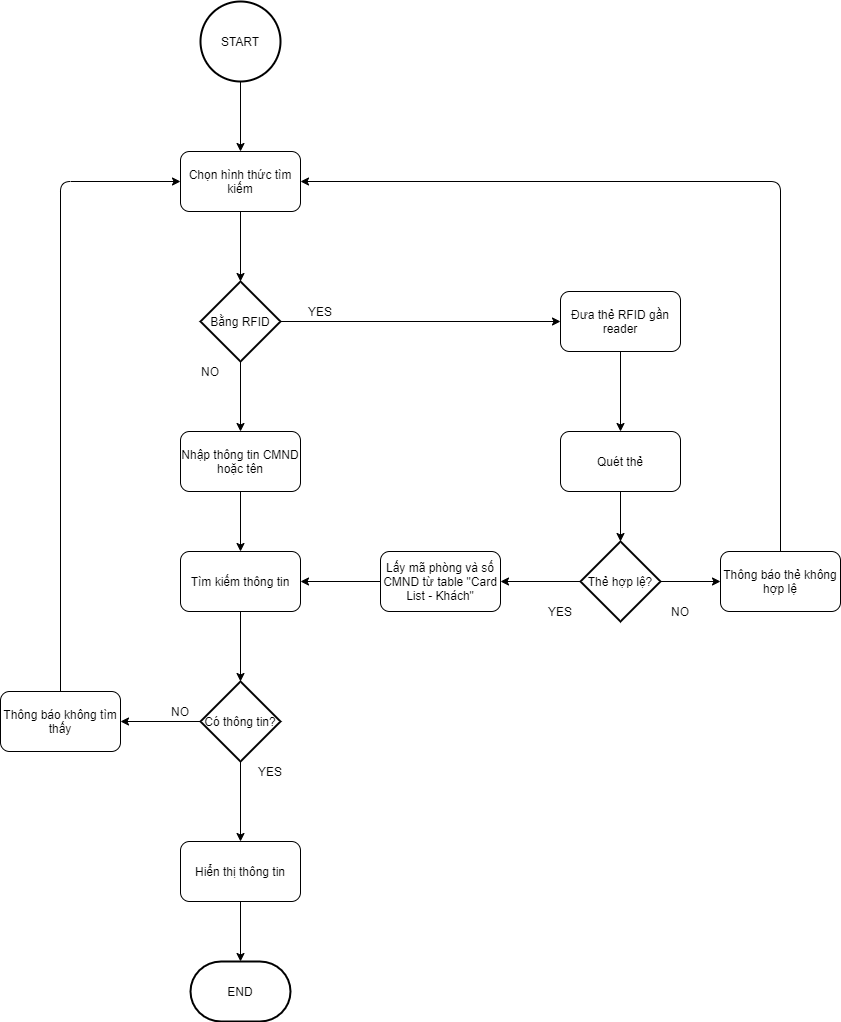 START
Chọn hình thức tìm
kiếm
Bằng RFID
YES
Đưa thẻ RFID gần
reader
NO
Nhập thông tin CMND
hoặc tên
Quét thẻ
Tìm kiếm thông tin
Lấy mã phòng và số
CMND từ table "Card
List - Khách"
Thẻ hợp lệ?
Thông báo thẻ không
hợp lệ
YES
NO
Thông báo không tìm
thấy
NO
Có thông tin?
YES
Hiển thị thông tin
END